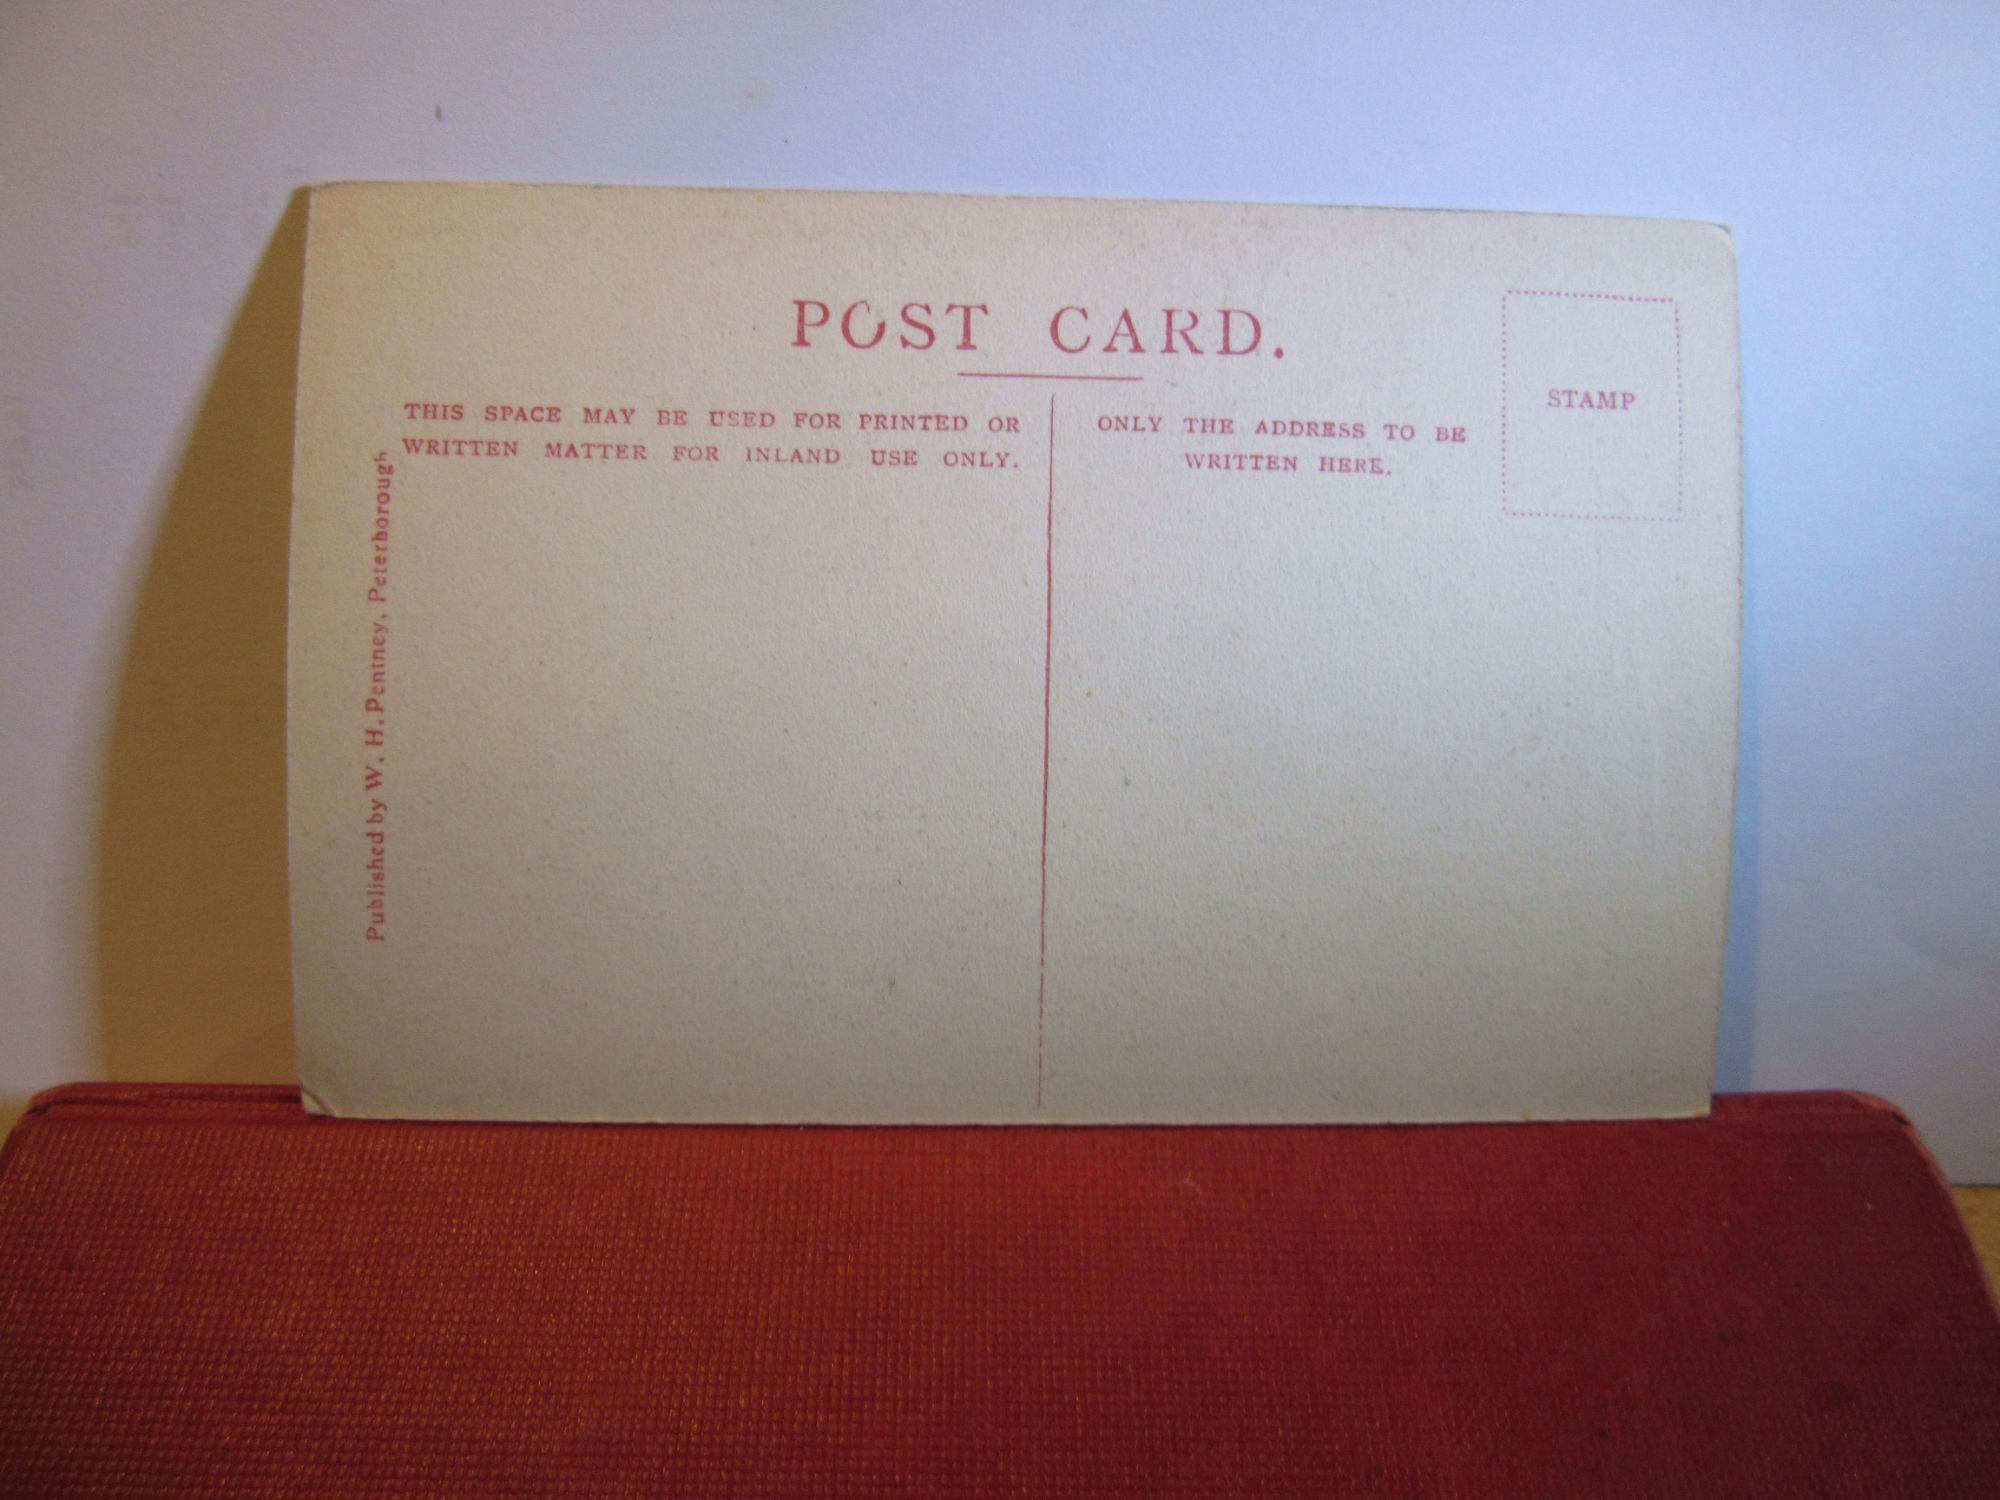 POST CARD.
THIS SPACE MAY BE USED FOR PRINTED OR
WRITTEN MATTER FOR INLAND USE ONLY.
ONLY THE ADDRESS TO BE
WRITTEN HERE.
STAMP
Published by W. H. Pentney, Peterborough